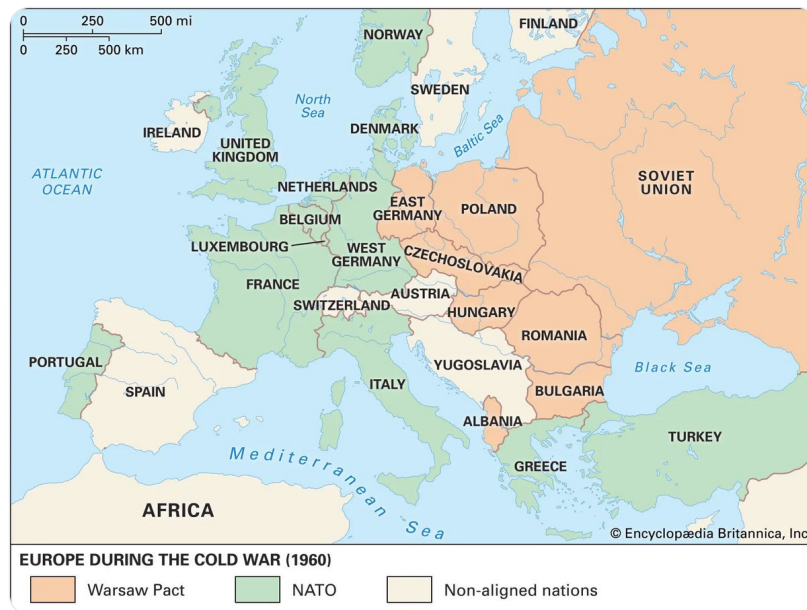 0 250 500 mi
0 250 500 km
NORWAY
FINLAND
SWEDEN
North
Sea
DENMARK
Baltic Sea
IRELAND
UNITED
KINGDOM
ATLANTIC
OCEAN
SOVIET
UNION
NETHERLANDS
EAST
GERMANY
POLAND
BELGIUM
LUXEMBOURG
WEST
GERMANY
CZECHOSLOVAKIA
FRANCE
AUSTRIA
SWITZERLAND
HUNGARY
ROMANIA
PORTUGAL
YUGOSLAVIA
Black Sea
SPAIN
ITALY
BULGARIA
ALBANIA
TURKEY
Mediterranean Sea
GREECE
AFRICA
© Encyclopædia Britannica, Inc
EUROPE DURING THE COLD WAR (1960)
Warsaw Pact NATO Non-aligned nations